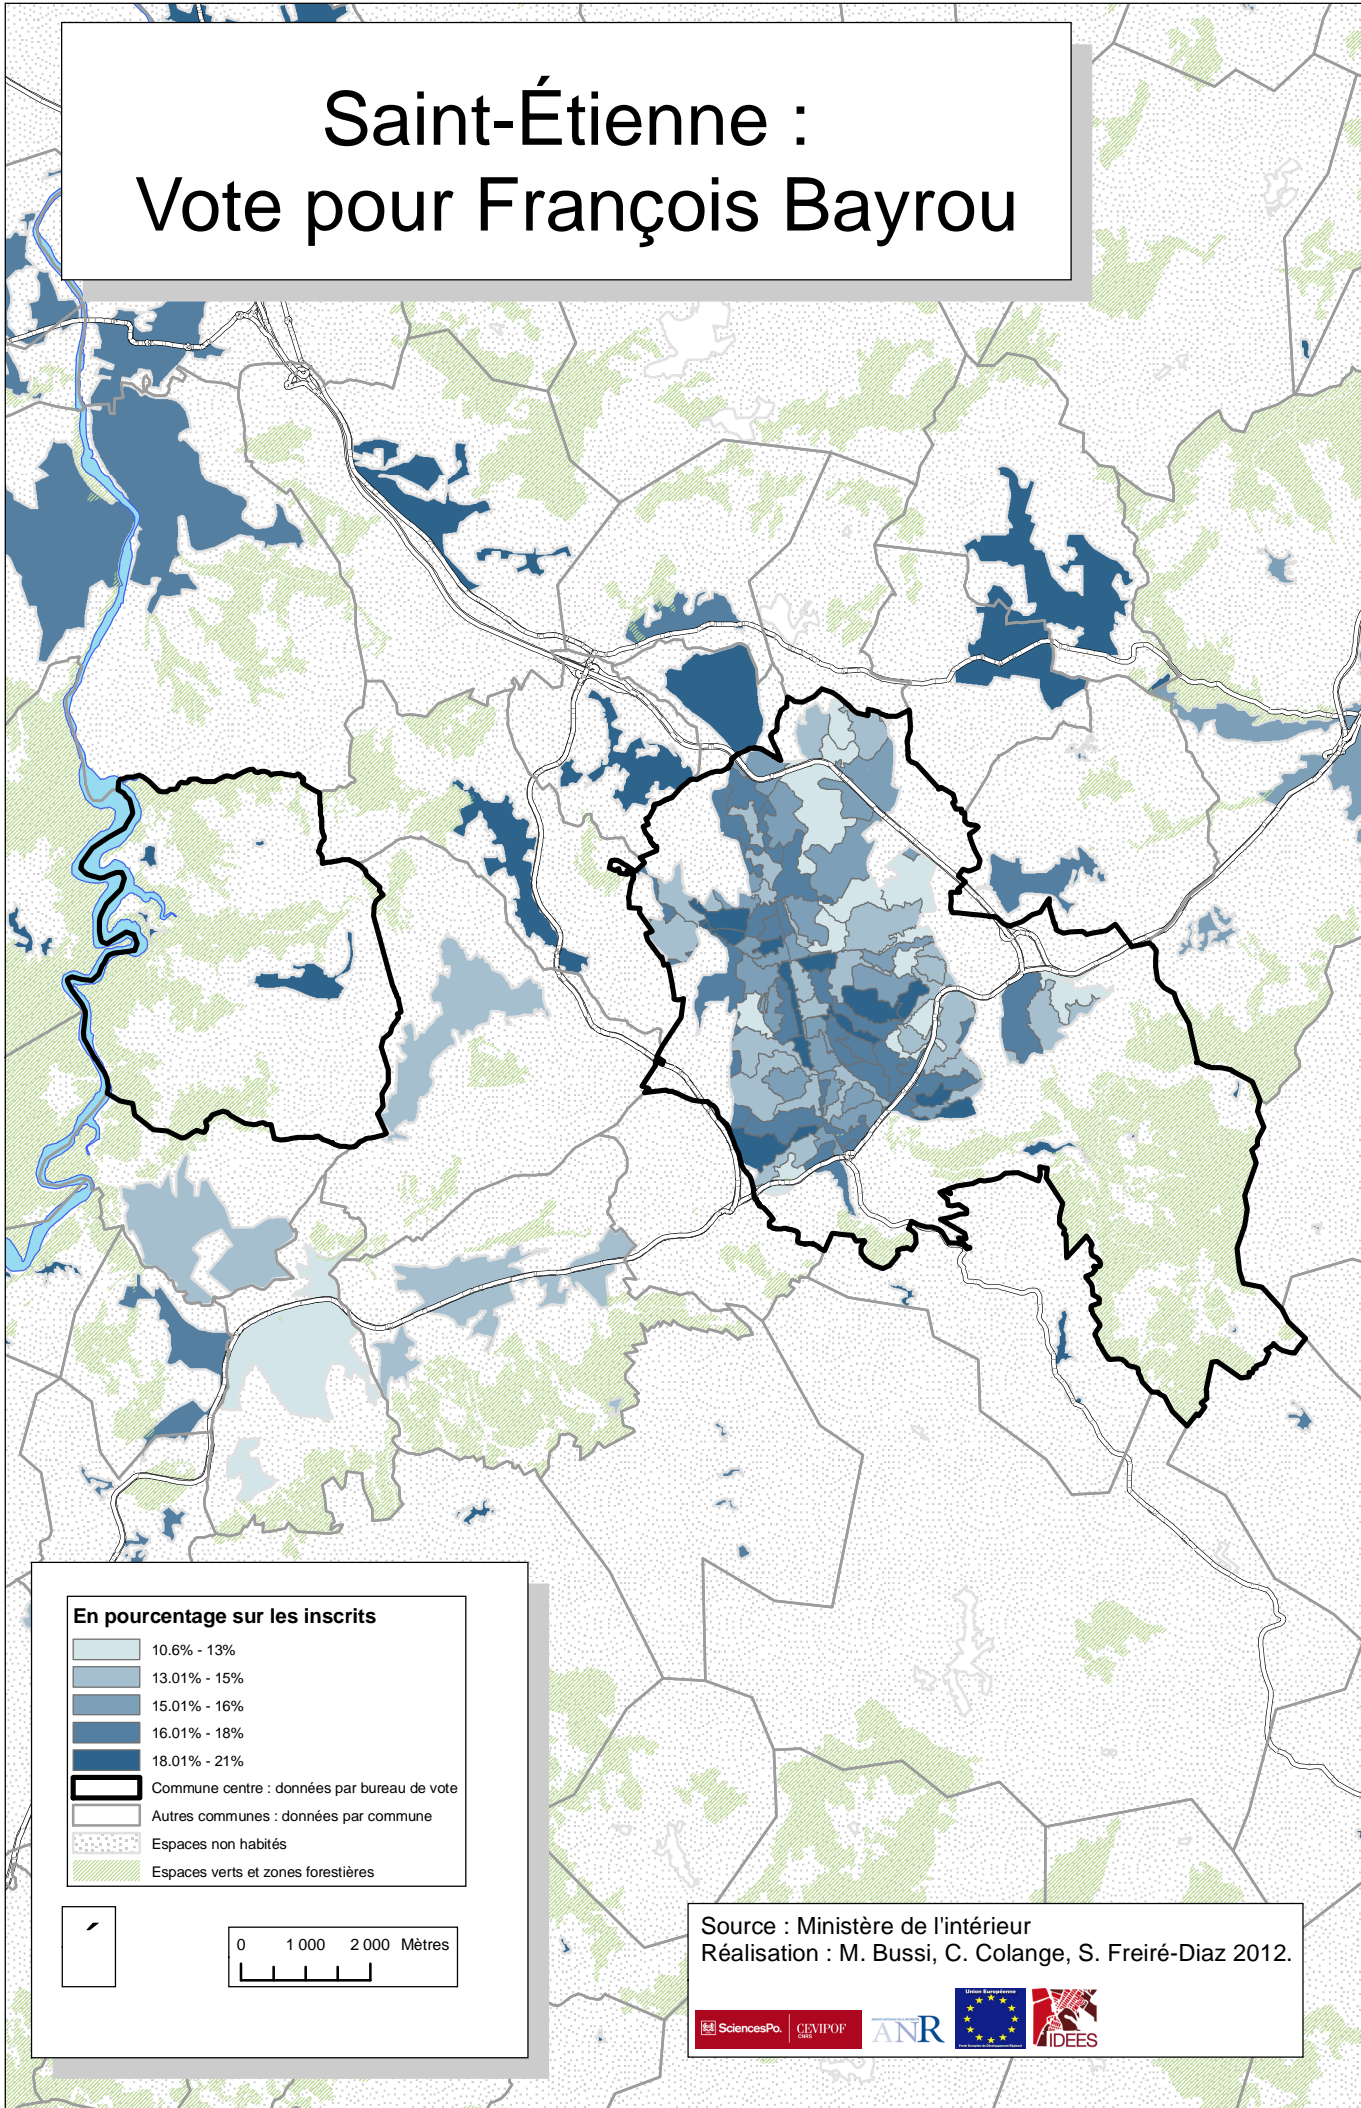 Saint-Étienne :
Vote pour François Bayrou
En pourcentage sur les inscrits
10.6% - 13%
13.01% - 15%
15.01% - 16%
16.01% - 18%
18.01% - 21%
Commune centre : données par bureau de vote
Autres communes : données par commune
Espaces non habités
Espaces verts et zones forestières
0 1 000 2 000 Mètres
Source : Ministère de l'intérieur
Réalisation : M. Bussi, C. Colange, S. Freiré-Diaz 2012.
SciencesPo. CEVIPOF
CNRS
ANR
Union Européenne
IDEES